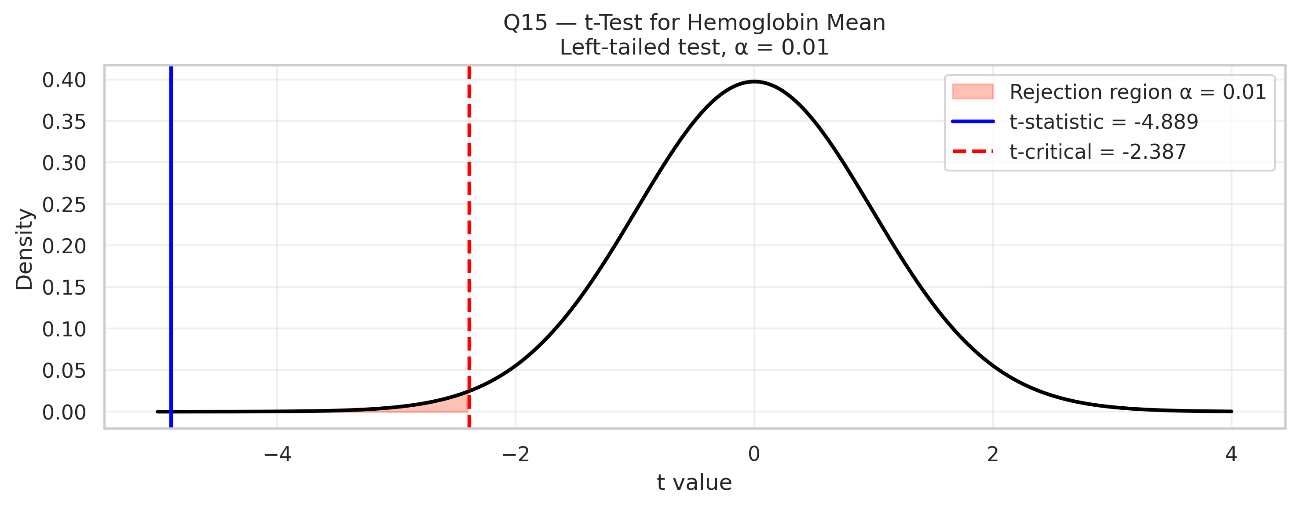 Q15 — t-Test for Hemoglobin Mean
Left-tailed test, α = 0.01
Rejection region α = 0.01
t-statistic = -4.889
t-critical = -2.387
Density
0.40
0.35
0.30
0.25
0.20
0.15
0.10
0.05
0.00
−4
−2
0
2
4
t value